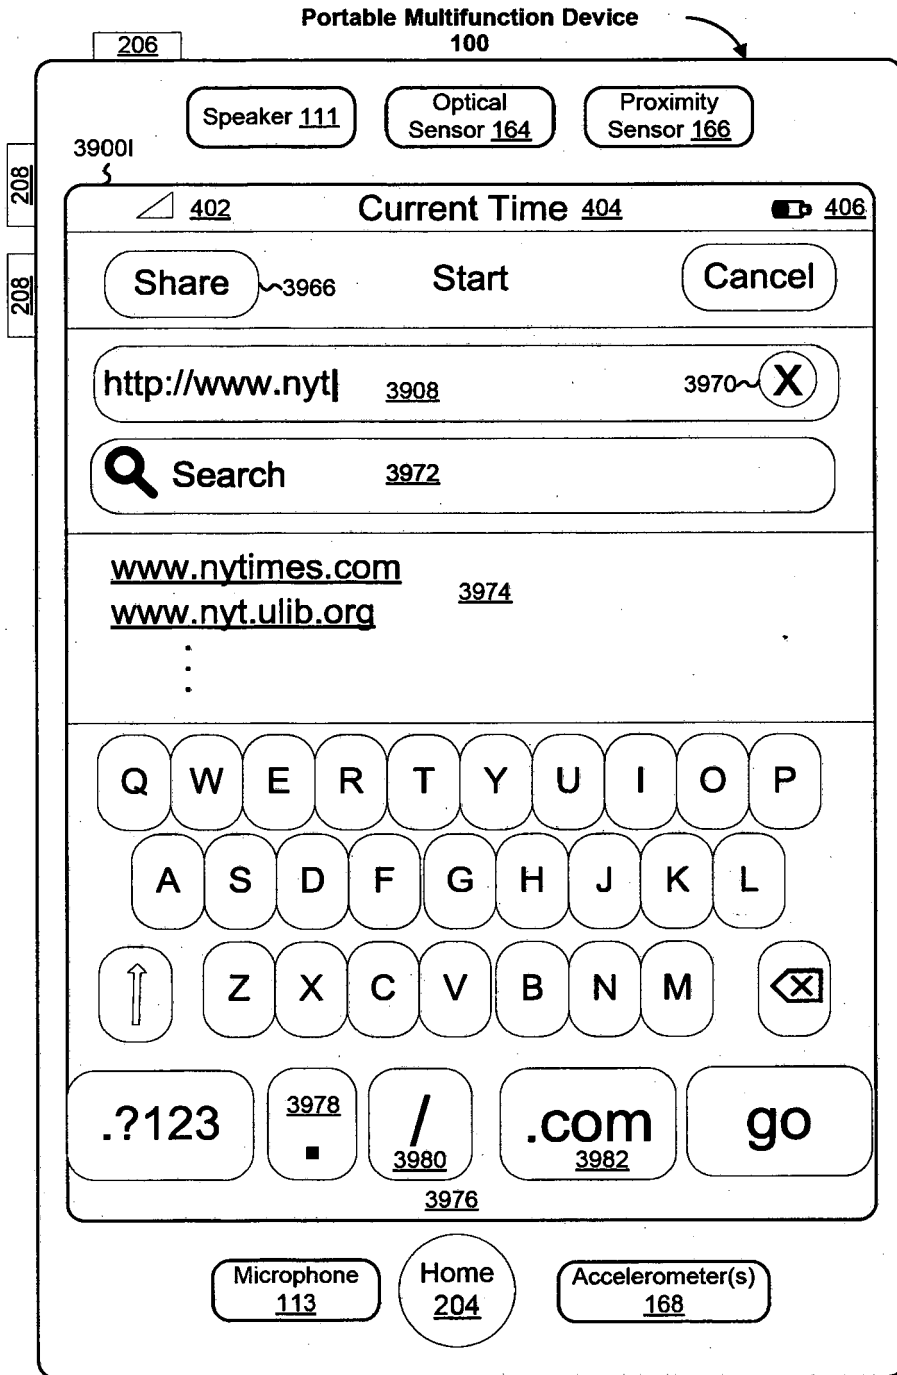 Portable Multifunction Device
100
206
Speaker 111
Optical
Sensor 164
Proximity
Sensor 166
3900I
208
208
402
Current Time 404
406
Share
3966
Start
Cancel
http://www.nyt
3908
3970
X
Search
3972
www.nytimes.com
www.nyt.ulib.org
3974
Q W E R T Y U I O P
A S D F G H J K L
Z X C V B N M
.?123
3978
.
/
3980
.com
3982
go
3976
Microphone
113
Home
204
Accelerometer(s)
168